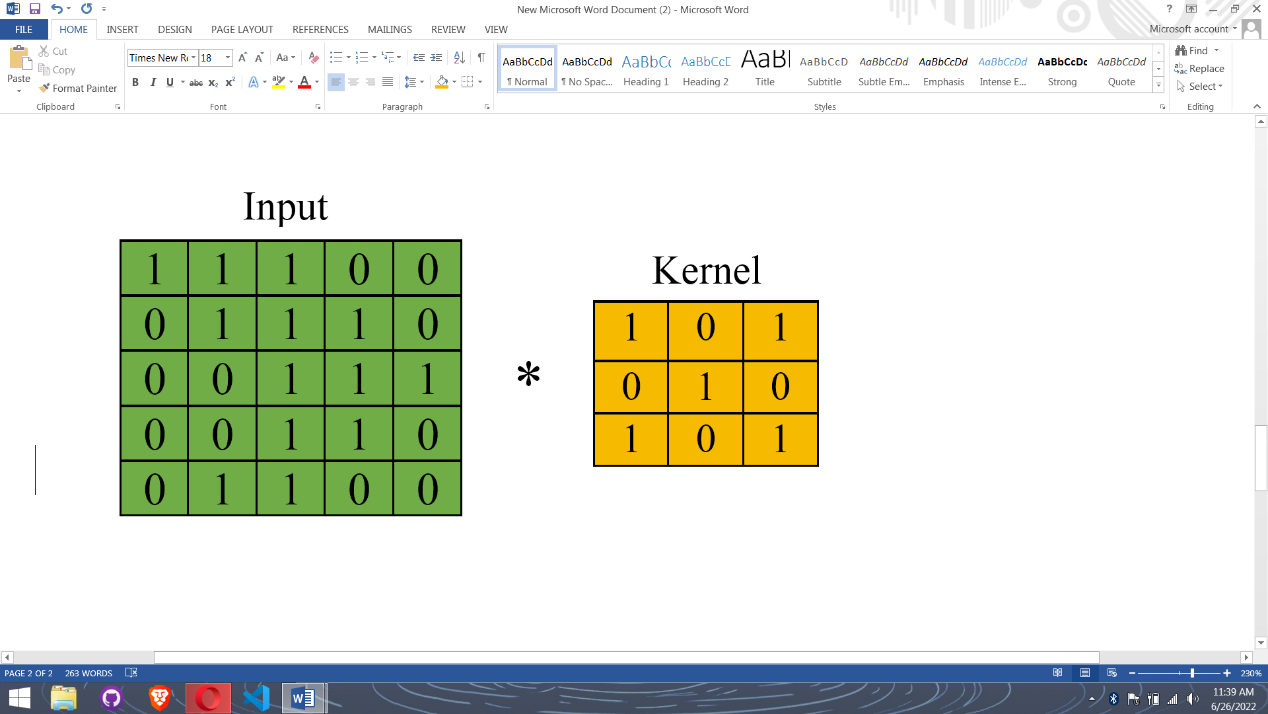 New Microsoft Word Document (2) - Microsoft Word
FILE HOME INSERT DESIGN PAGE LAYOUT REFERENCES MAILINGS REVIEW VIEW Microsoft account
Paste
Cut
Copy
Format Painter
Clipboard
Times New R 18 Aa
B I U abc x₂ x² A A
Font
Paragraph
AaBbCcDd AaBbCcDd AaBbC AaBbCcD AaBl AaBbCcD AaBbCcDd AaBbCcDd AaBbCcDd AaBbCcDc AaBbCcDd
¶ Normal ¶ No Spac... Heading 1 Heading 2 Title Subtitle Subtle Em... Emphasis Intense E... Strong Quote
Styles
Find
Replace
Select
Editing
Input
1 1 1 0 0
0 1 1 1 0
0 0 1 1 1
0 0 1 1 0
0 1 1 0 0
*
Kernel
1 0 1
0 1 0
1 0 1
PAGE 2 OF 2 263 WORDS 230%
11:39 AM
6/26/2022